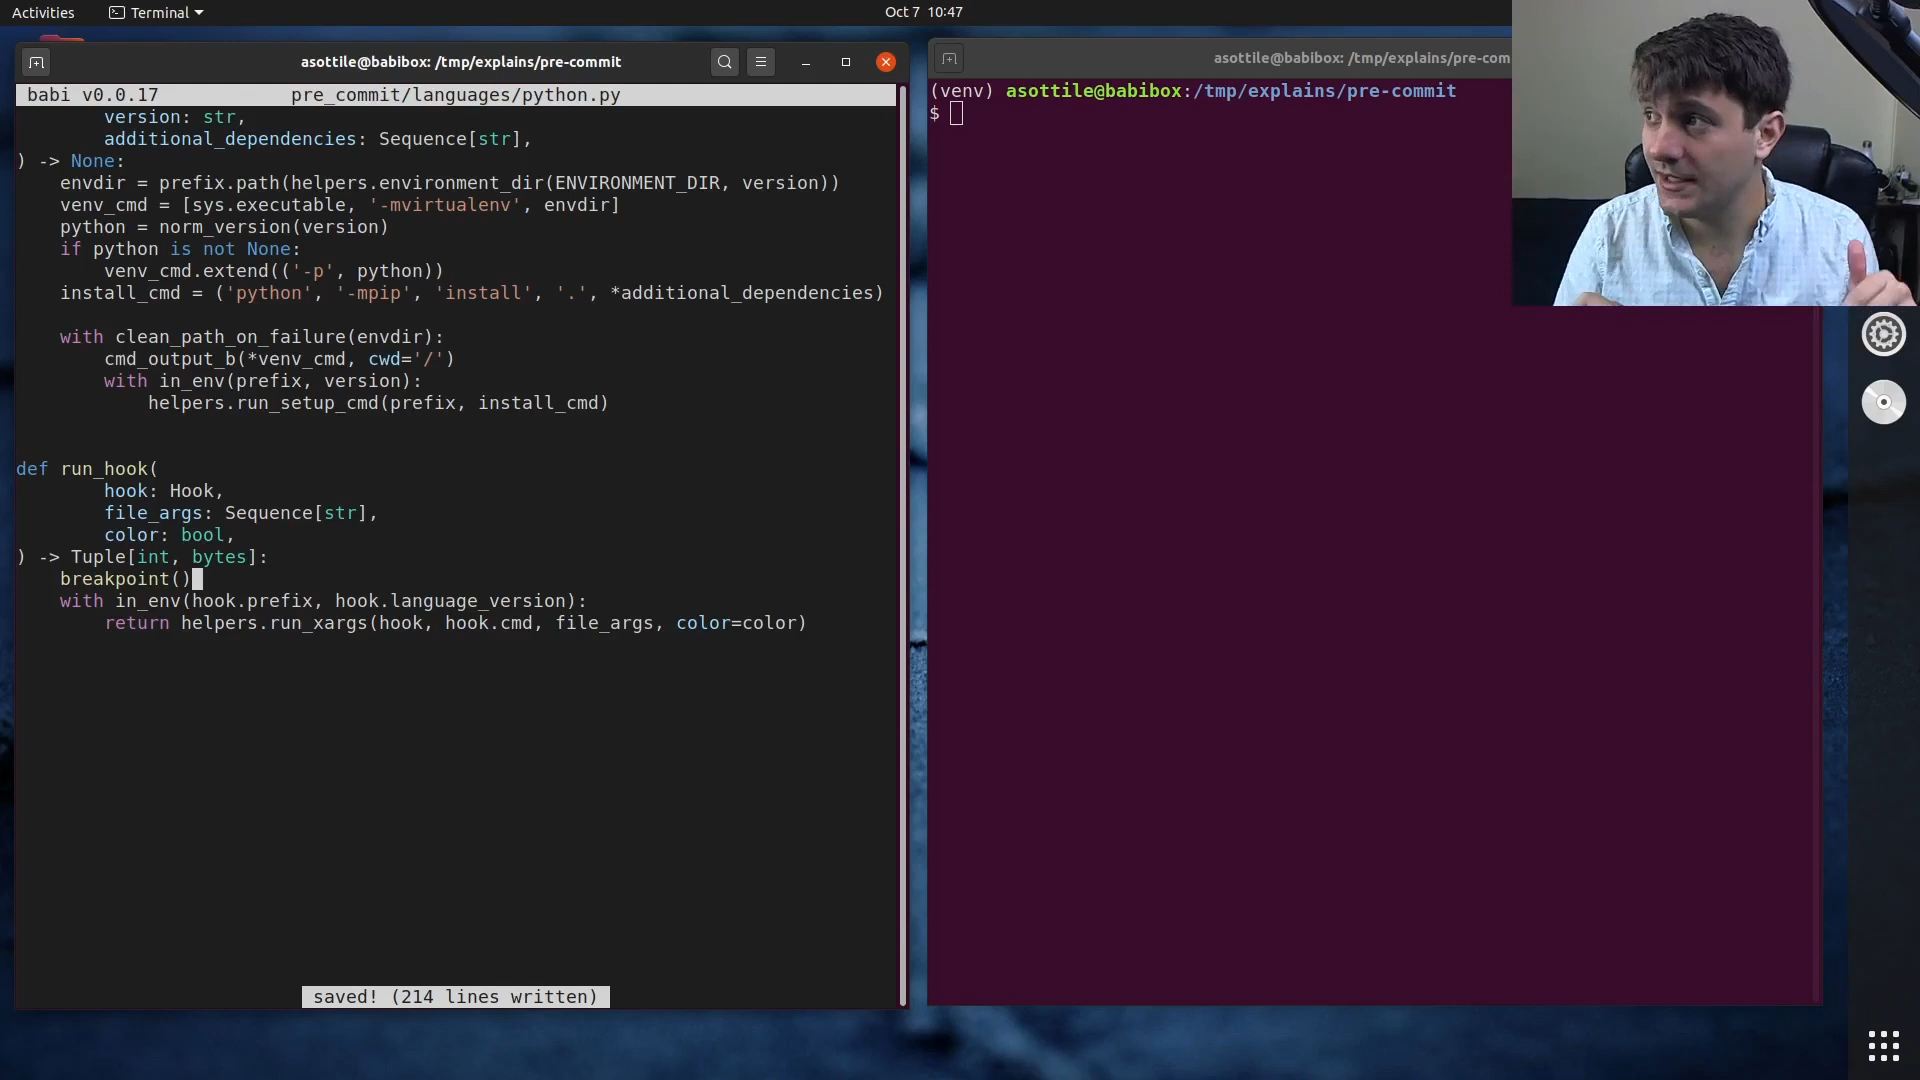 Activities
Terminal
Oct 7 10:47
asottile@babibox: /tmp/explains/pre-commit
babi v0.0.17 pre_commit/languages/python.py
version: str,
additional_dependencies: Sequence[str],
) -> None:
envdir = prefix.path(helpers.environment_dir(ENVIRONMENT_DIR, version))
venv_cmd = [sys.executable, '-mvirtualenv', envdir]
python = norm_version(version)
if python is not None:
venv_cmd.extend(('-p', python))
install_cmd = ('python', '-mpip', 'install', '.', *additional_dependencies)
with clean_path_on_failure(envdir):
cmd_output_b(*venv_cmd, cwd='/')
with in_env(prefix, version):
helpers.run_setup_cmd(prefix, install_cmd)
def run_hook(
hook: Hook,
file_args: Sequence[str],
color: bool,
) -> Tuple[int, bytes]:
breakpoint()
with in_env(hook.prefix, hook.language_version):
return helpers.run_xargs(hook, hook.cmd, file_args, color=color)
saved! (214 lines written)
asottile@babibox: /tmp/explains/pre-com
(venv) asottile@babibox:/tmp/explains/pre-commit
$